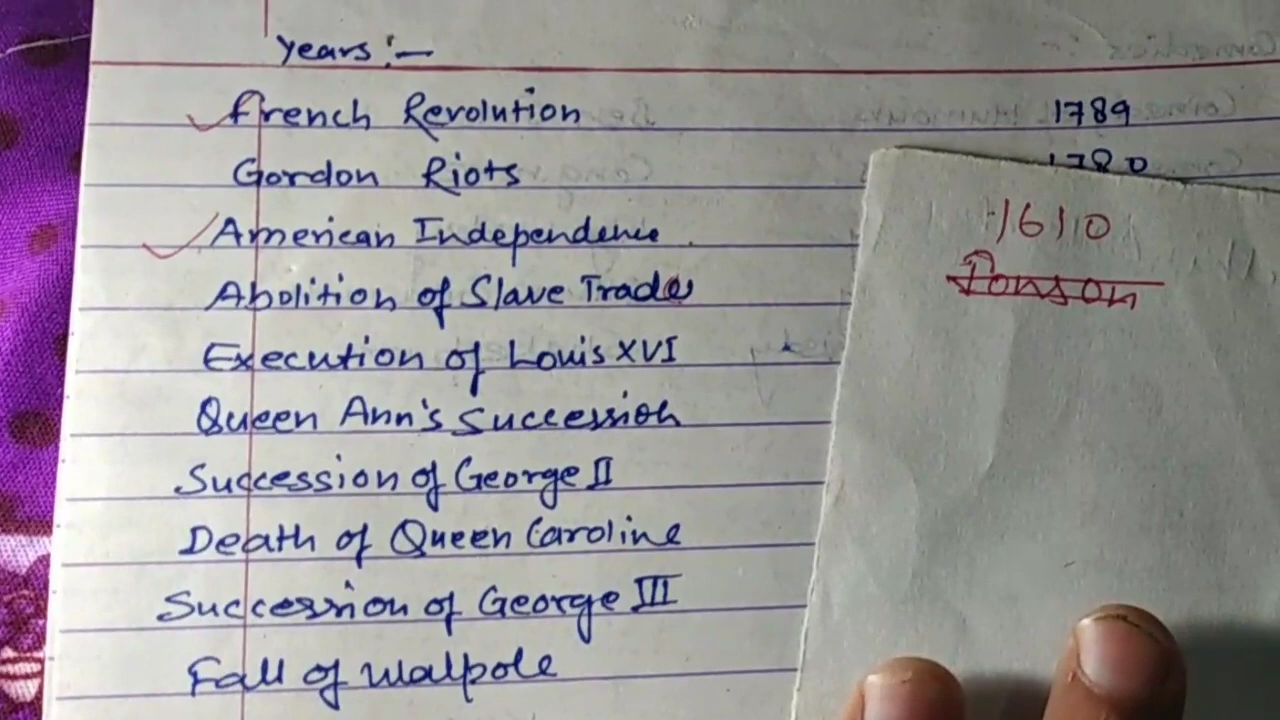 Years:-
French Revolution 1789
Gordon Riots 1780
American Independence
Abolition of Slave Trade
Execution of Louis XVI
Queen Ann's Succession
Succession of George II
Death of Queen Caroline
Succession of George III
Fall of Walpole
1610